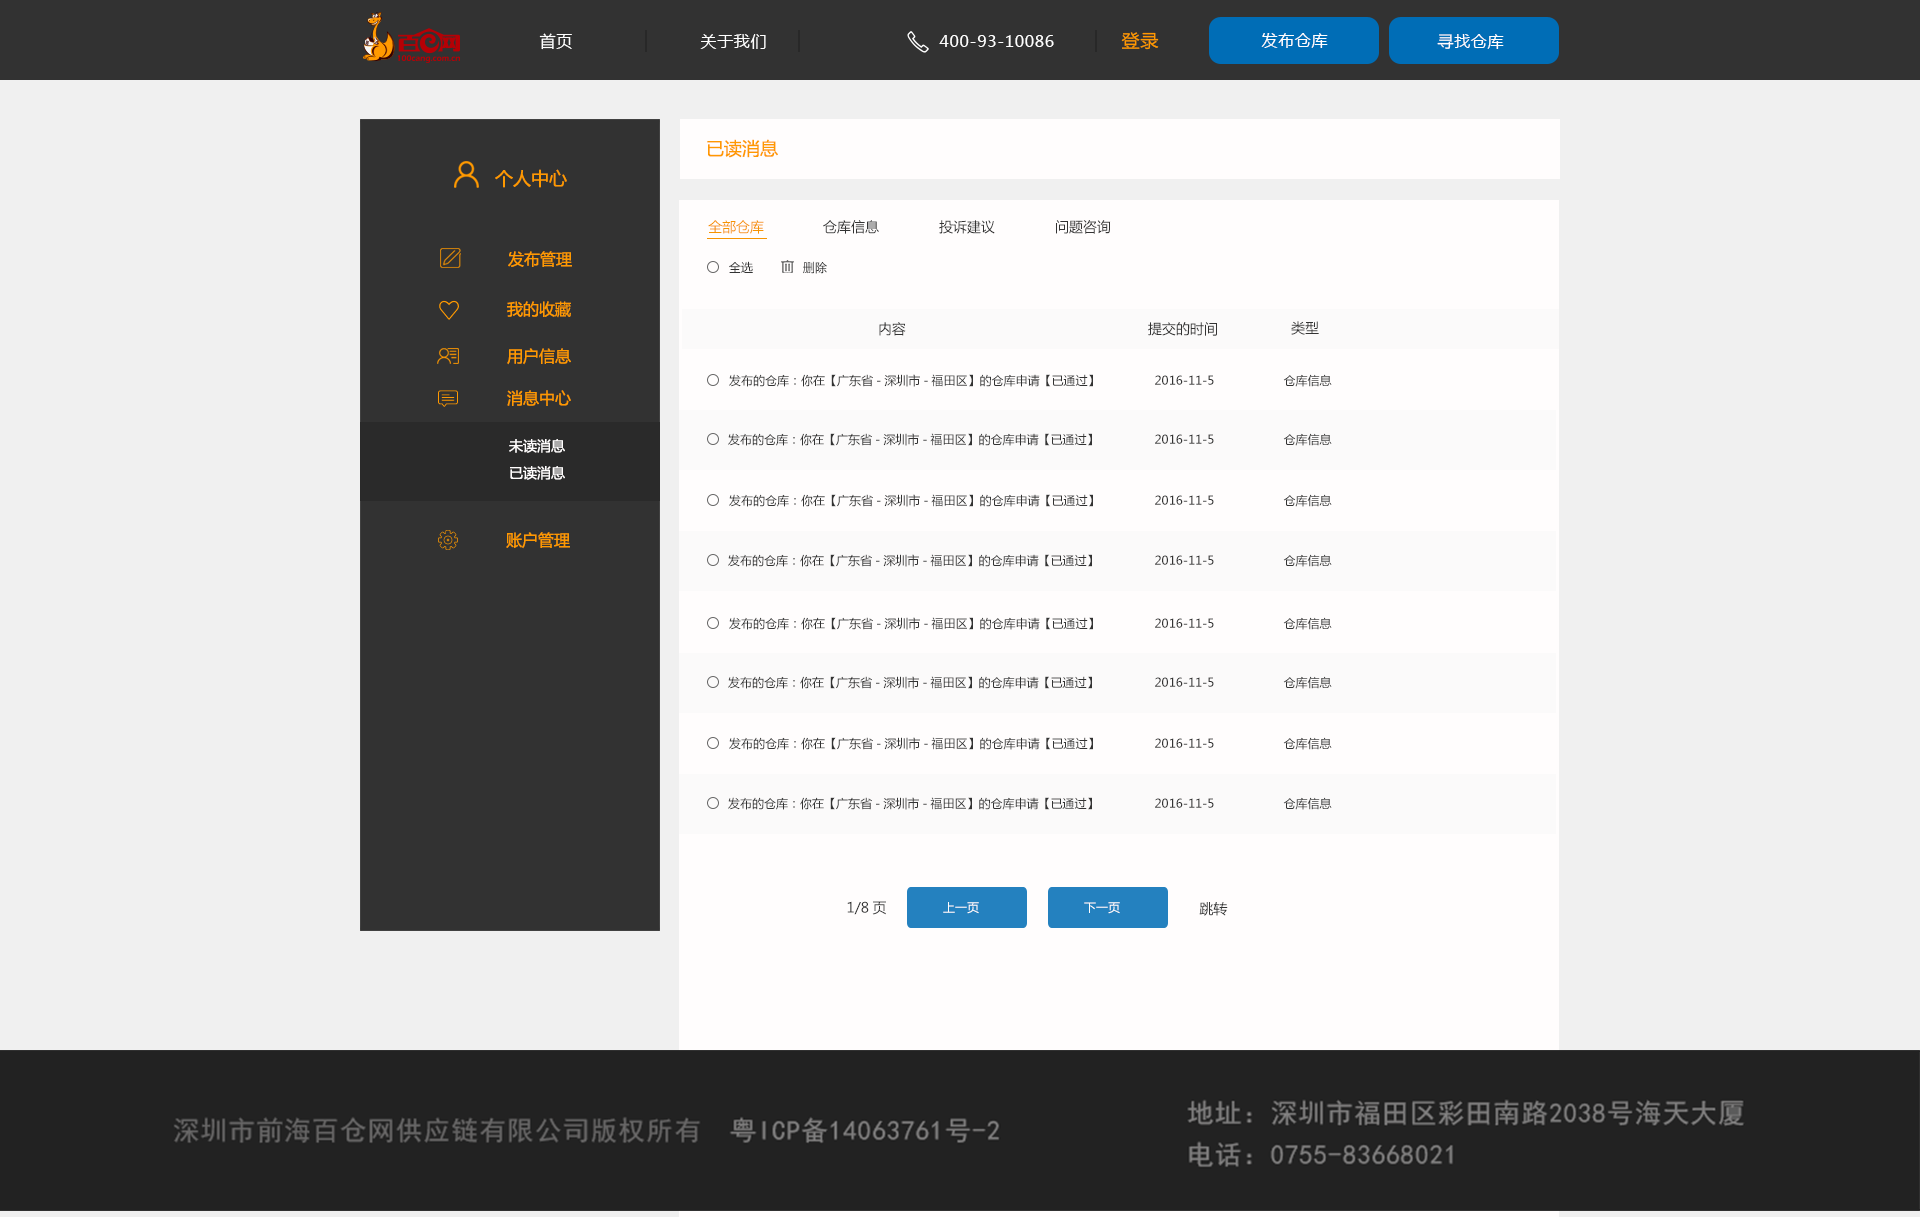 百e网
首页
关于我们
400-93-10086
登录
发布仓库
寻找仓库
个人中心
发布管理
我的收藏
用户信息
消息中心
未读消息
已读消息
账户管理
已读消息
全部仓库 仓库信息 投诉建议 问题咨询
全选 删除
内容 提交的时间 类型
发布的仓库：你在【广东省 - 深圳市 - 福田区】的仓库申请【已通过】 2016-11-5 仓库信息
发布的仓库：你在【广东省 - 深圳市 - 福田区】的仓库申请【已通过】 2016-11-5 仓库信息
发布的仓库：你在【广东省 - 深圳市 - 福田区】的仓库申请【已通过】 2016-11-5 仓库信息
发布的仓库：你在【广东省 - 深圳市 - 福田区】的仓库申请【已通过】 2016-11-5 仓库信息
发布的仓库：你在【广东省 - 深圳市 - 福田区】的仓库申请【已通过】 2016-11-5 仓库信息
发布的仓库：你在【广东省 - 深圳市 - 福田区】的仓库申请【已通过】 2016-11-5 仓库信息
发布的仓库：你在【广东省 - 深圳市 - 福田区】的仓库申请【已通过】 2016-11-5 仓库信息
发布的仓库：你在【广东省 - 深圳市 - 福田区】的仓库申请【已通过】 2016-11-5 仓库信息
1/8 页 上一页 下一页 跳转
深圳市前海百仓网供应链有限公司版权所有 粤ICP备14063761号-2
地址：深圳市福田区彩田南路2038号海天大厦
电话：0755-83668021